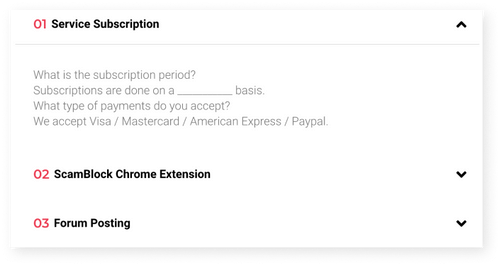 01 Service Subscription
What is the subscription period?
Subscriptions are done on a ___________ basis.
What type of payments do you accept?
We accept Visa / Mastercard / American Express / Paypal.
02 ScamBlock Chrome Extension
03 Forum Posting